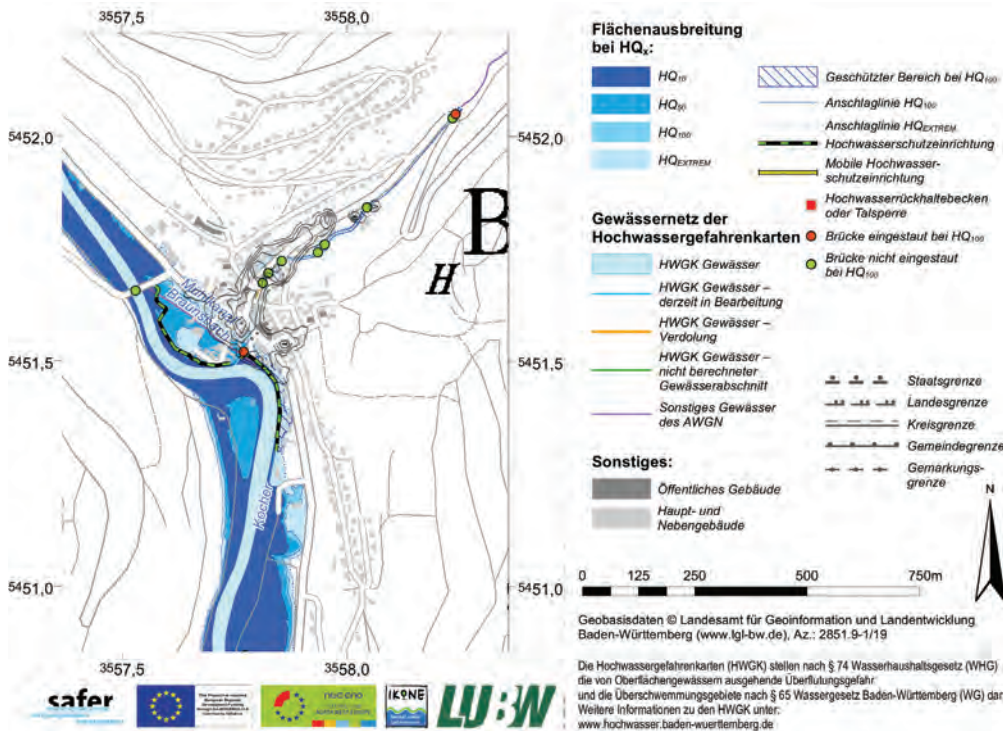 3557,5 3558,0
5452,0
5451,5
5451,0
B
H
Braunsbach
Kocher
3557,5 3558,0
Flächenausbreitung
bei HQx:
HQ10
HQ50
HQ100
HQEXTREM
Geschützter Bereich bei HQ100
Anschlaglinie HQ100
Anschlaglinie HQEXTREM
Hochwasserschutzeinrichtung
Mobile Hochwasser-
schutzeinrichtung
Hochwasserrückhaltebecken
oder Talsperre
Brücke eingestaut bei HQ100
Brücke nicht eingestaut
bei HQ100
Gewässernetz der
Hochwassergefahrenkarten
HWGK Gewässer
HWGK Gewässer –
derzeit in Bearbeitung
HWGK Gewässer –
Verdolung
HWGK Gewässer –
nicht berechneter
Gewässerabschnitt
Sonstiges Gewässer
des AWGN
Staatsgrenze
Landesgrenze
Kreisgrenze
Gemeindegrenze
Gemarkungs-
grenze
Sonstiges:
Öffentliches Gebäude
Haupt- und
Nebengebäude
N
0 125 250 500 750m
Geobasisdaten © Landesamt für Geoinformation und Landentwicklung
Baden-Württemberg (www.lgl-bw.de), Az.: 2851.9-1/19
Die Hochwassergefahrenkarten (HWGK) stellen nach § 74 Wasserhaushaltsgesetz (WHG)
die von Oberflächengewässern ausgehende Überflutungsgefahr
und die Überschwemmungsgebiete nach § 65 Wassergesetz Baden-Württemberg (WG) dar
Weitere Informationen zu den HWGK unter:
www.hochwasser.baden-wuerttemberg.de
safer
IKONE
LUBW